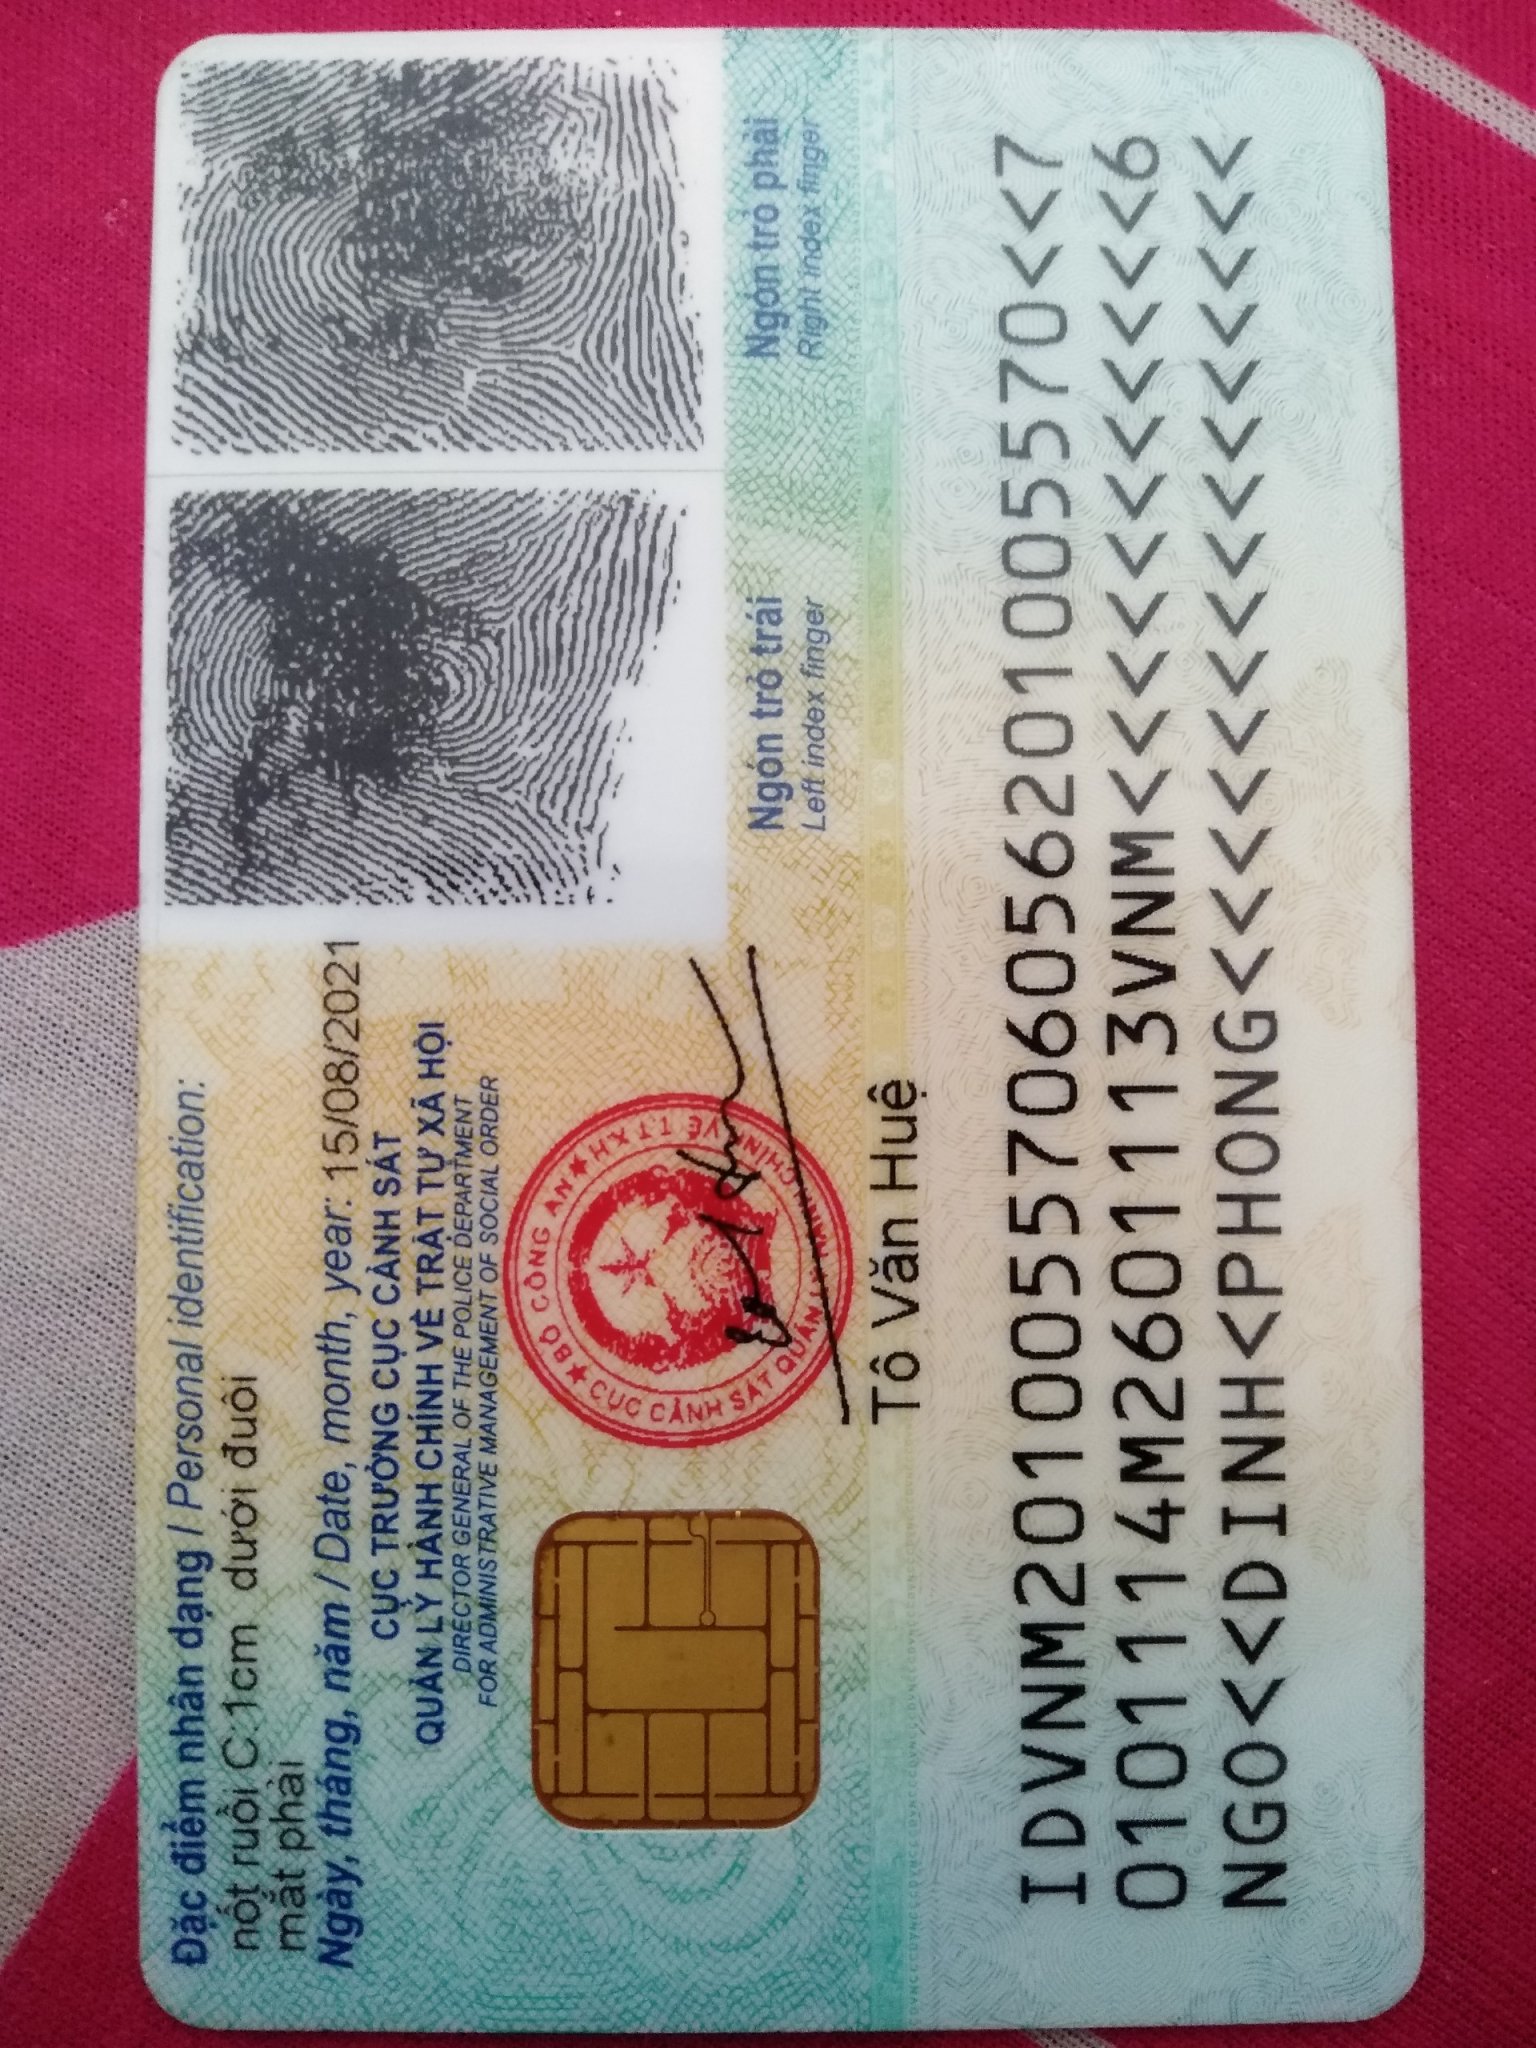 Đặc điểm nhân dạng / Personal identification:
nốt ruồi C:1cm dưới đuôi
mắt phải
Ngày, tháng, năm / Date, month, year: 15/08/2021
CỤC TRƯỞNG CỤC CẢNH SÁT
QUẢN LÝ HÀNH CHÍNH VỀ TRẬT TỰ XÃ HỘI
DIRECTOR GENERAL OF THE POLICE DEPARTMENT
FOR ADMINISTRATIVE MANAGEMENT OF SOCIAL ORDER
BỘ CÔNG AN
CỤC CẢNH SÁT QUẢN LÝ HÀNH CHÍNH VỀ T.T.X.H
Tô Văn Huệ
Ngón trỏ trái
Left index finger
Ngón trỏ phải
Right index finger
IDVNM2010055706056201005570<<7
0101114M2601113VNM<<<<<<<<<<<6
NGO<<DINH<PHONG<<<<<<<<<<<<<<<